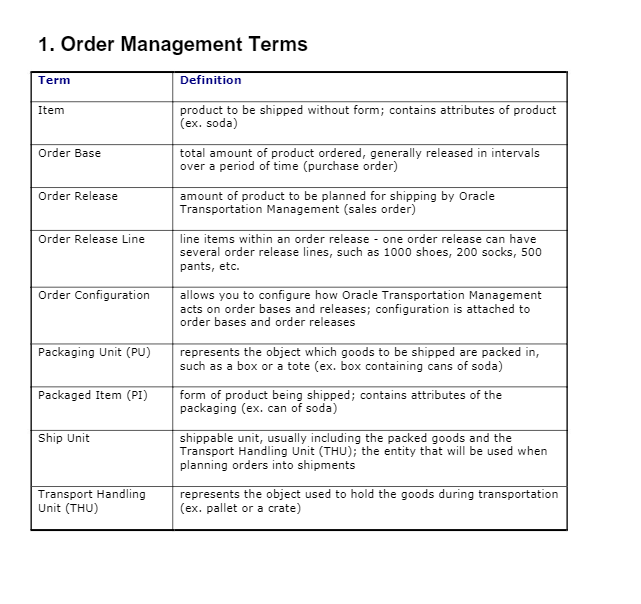 1. Order Management Terms
Term
Definition
Item
product to be shipped without form; contains attributes of product
(ex. soda)
Order Base
total amount of product ordered, generally released in intervals
over a period of time (purchase order)
Order Release
amount of product to be planned for shipping by Oracle
Transportation Management (sales order)
Order Release Line
line items within an order release - one order release can have
several order release lines, such as 1000 shoes, 200 socks, 500
pants, etc.
Order Configuration
allows you to configure how Oracle Transportation Management
acts on order bases and releases; configuration is attached to
order bases and order releases
Packaging Unit (PU)
represents the object which goods to be shipped are packed in,
such as a box or a tote (ex. box containing cans of soda)
Packaged Item (PI)
form of product being shipped; contains attributes of the
packaging (ex. can of soda)
Ship Unit
shippable unit, usually including the packed goods and the
Transport Handling Unit (THU); the entity that will be used when
planning orders into shipments
Transport Handling
Unit (THU)
represents the object used to hold the goods during transportation
(ex. pallet or a crate)